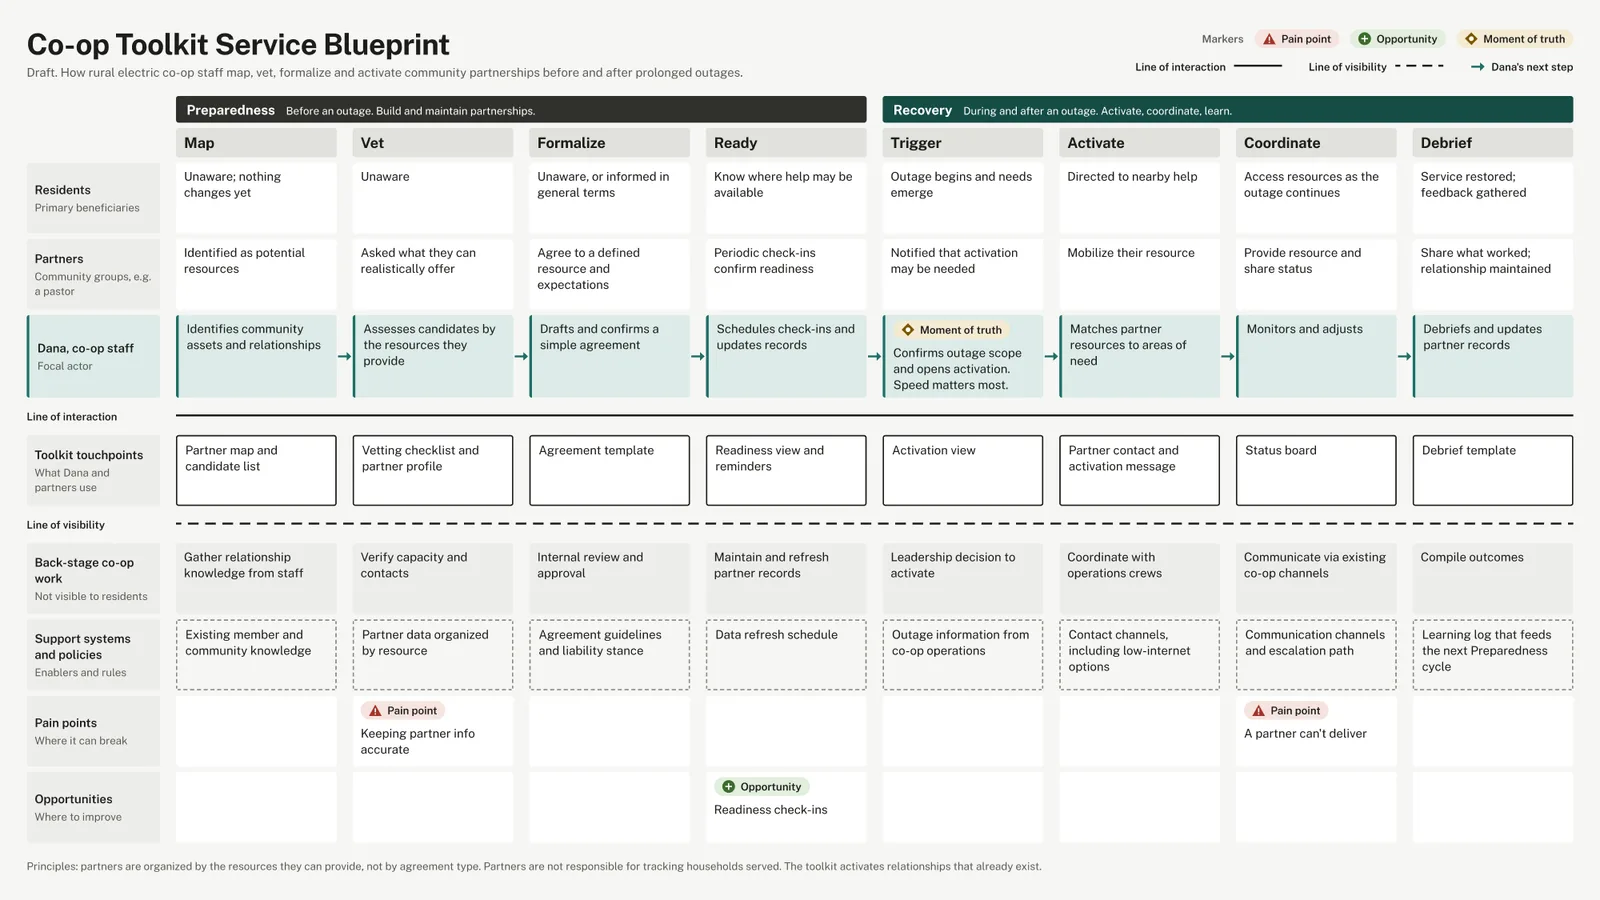 Co-op Toolkit Service Blueprint
Draft. How rural electric co-op staff map, vet, formalize and activate community partnerships before and after prolonged outages.
Markers
Pain point
Opportunity
Moment of truth
Line of interaction
Line of visibility
Dana's next step
Preparedness Before an outage. Build and maintain partnerships.
Recovery During and after an outage. Activate, coordinate, learn.
Map
Vet
Formalize
Ready
Trigger
Activate
Coordinate
Debrief
Residents
Primary beneficiaries
Unaware; nothing
changes yet
Unaware
Unaware, or informed in
general terms
Know where help may be
available
Outage begins and needs
emerge
Directed to nearby help
Access resources as the
outage continues
Service restored;
feedback gathered
Partners
Community groups, e.g.
a pastor
Identified as potential
resources
Asked what they can
realistically offer
Agree to a defined
resource and
expectations
Periodic check-ins
confirm readiness
Notified that activation
may be needed
Mobilize their resource
Provide resource and
share status
Share what worked;
relationship maintained
Dana, co-op staff
Focal actor
Identifies community
assets and relationships
Assesses candidates by
the resources they
provide
Drafts and confirms a
simple agreement
Schedules check-ins and
updates records
Moment of truth
Confirms outage scope
and opens activation.
Speed matters most.
Matches partner
resources to areas of
need
Monitors and adjusts
Debriefs and updates
partner records
Line of interaction
Toolkit touchpoints
What Dana and
partners use
Partner map and
candidate list
Vetting checklist and
partner profile
Agreement template
Readiness view and
reminders
Activation view
Partner contact and
activation message
Status board
Debrief template
Line of visibility
Back-stage co-op
work
Not visible to residents
Gather relationship
knowledge from staff
Verify capacity and
contacts
Internal review and
approval
Maintain and refresh
partner records
Leadership decision to
activate
Coordinate with
operations crews
Communicate via existing
co-op channels
Compile outcomes
Support systems
and policies
Enablers and rules
Existing member and
community knowledge
Partner data organized
by resource
Agreement guidelines
and liability stance
Data refresh schedule
Outage information from
co-op operations
Contact channels,
including low-internet
options
Communication channels
and escalation path
Learning log that feeds
the next Preparedness
cycle
Pain points
Where it can break
Pain point
Keeping partner info
accurate
Pain point
A partner can't deliver
Opportunities
Where to improve
Opportunity
Readiness check-ins
Principles: partners are organized by the resources they can provide, not by agreement type. Partners are not responsible for tracking households served. The toolkit activates relationships that already exist.